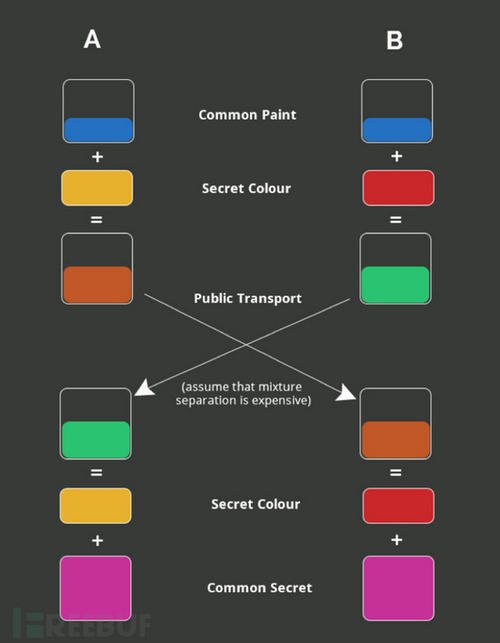 A B
Common Paint
+ +
Secret Colour
= =
Public Transport
(assume that mixture
separation is expensive)
= =
Secret Colour
+ +
Common Secret
FREEBUF